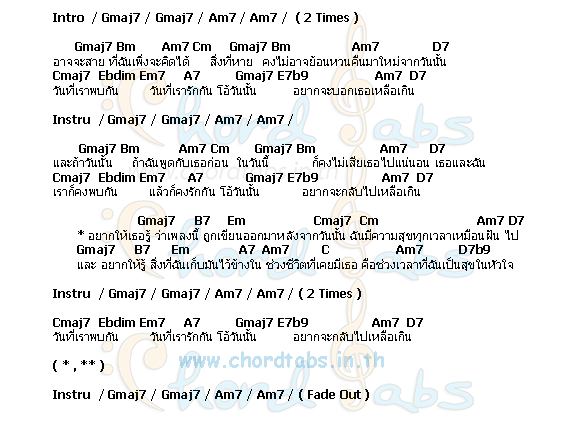 Intro / Gmaj7 / Gmaj7 / Am7 / Am7 / ( 2 Times )
Gmaj7 Bm Am7 Cm Gmaj7 Bm Am7 D7
อาจจะสาย ที่ฉันเพิ่งจะคิดได้ สิ่งที่หาย คงไม่อาจย้อนหวนคืนมาใหม่จากวันนั้น
Cmaj7 Ebdim Em7 A7 Gmaj7 E7b9 Am7 D7
วันที่เราพบกัน วันที่เรารักกัน โอ้วันนั้น อยากจะบอกเธอเหลือเกิน
Instru / Gmaj7 / Gmaj7 / Am7 / Am7 /
Gmaj7 Bm Am7 Cm Gmaj7 Bm Am7 D7
และถ้าวันนั้น ถ้าฉันพูดกับเธอก่อน ในวันนี้ ก็คงไม่เสียเธอไปแน่นอน เธอและฉัน
Cmaj7 Ebdim Em7 A7 Gmaj7 E7b9 Am7 D7
เราก็คงพบกัน แล้วก็คงรักกัน โอ้วันนั้น อยากจะกลับไปเหลือเกิน
Gmaj7 B7 Em Cmaj7 Cm Am7 D7
* อยากให้เธอรู้ ว่าเพลงนี้ ถูกเขียนออกมาหลังจากวันนั้น ฉันมีความสุขทุกเวลาเหมือนฝัน ไป
Gmaj7 B7 Em A7 Am7 C Am7 D7b9
และ อยากให้รู้ สิ่งที่ฉันเก็บมันไว้ข้างใน ช่วงชีวิตที่เคยมีเธอ คือช่วงเวลาที่ฉันเป็นสุขในหัวใจ
Instru / Gmaj7 / Gmaj7 / Am7 / Am7 / ( 2 Times )
Cmaj7 Ebdim Em7 A7 Gmaj7 E7b9 Am7 D7
วันที่เราพบกัน วันที่เรารักกัน โอ้วันนั้น อยากจะกลับไปเหลือเกิน
www.chordtabs.in.th
( * , ** )
Instru / Gmaj7 / Gmaj7 / Am7 / Am7 / ( Fade Out )